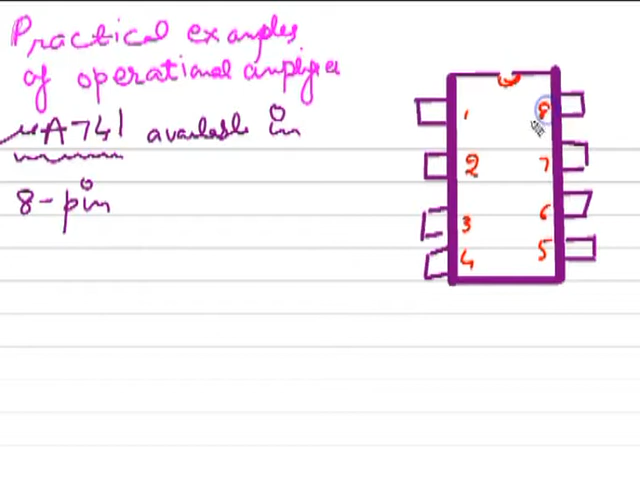 Practical examples
of operational amplifier
μA741 available in
8-pin
1 8
2 7
3 6
4 5